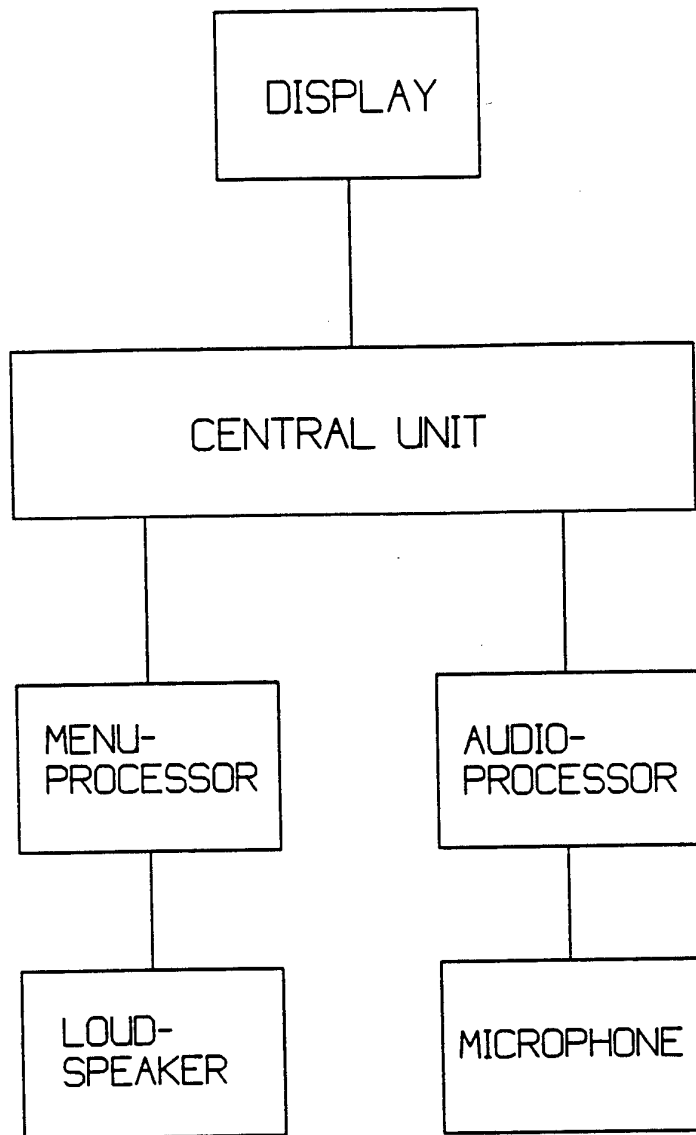 DISPLAY
CENTRAL UNIT
MENU-
PROCESSOR
AUDIO-
PROCESSOR
LOUD-
SPEAKER
MICROPHONE